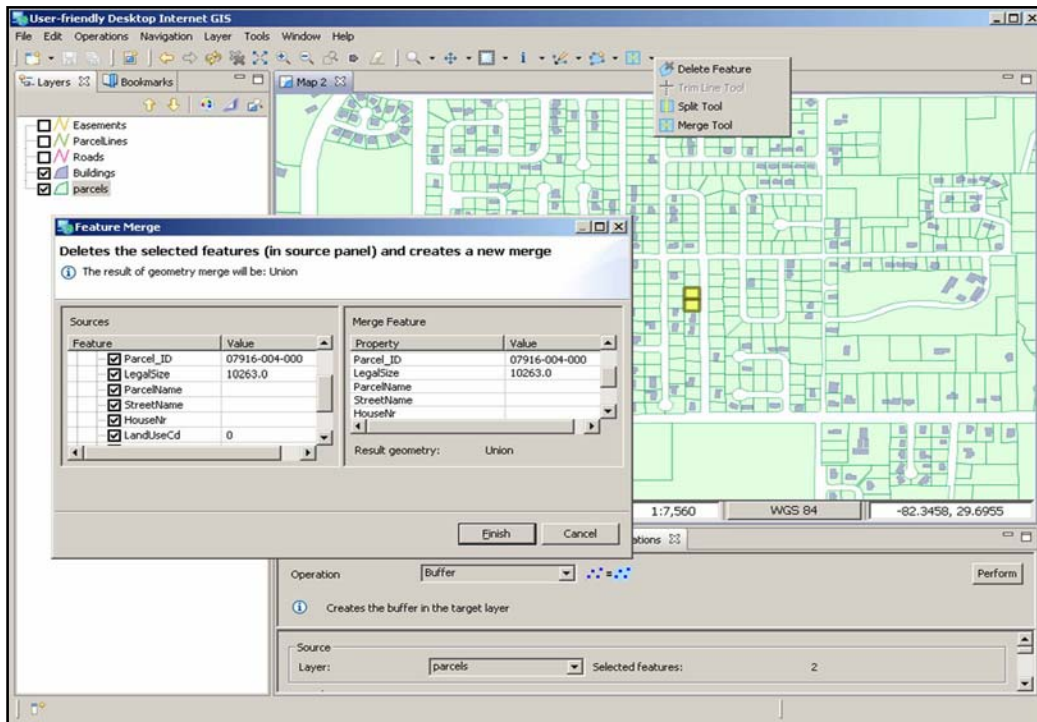 User-friendly Desktop Internet GIS
File Edit Operations Navigation Layer Tools Window Help
Layers Bookmarks
Map 2
Delete Feature
Trim Line Tool
Split Tool
Merge Tool
Easements
ParcelLines
Roads
Buildings
parcels
Feature Merge
Deletes the selected features (in source panel) and creates a new merge
The result of geometry merge will be: Union
Sources
Feature Value
Parcel_ID 07916-004-000
LegalSize 10263.0
ParcelName
StreetName
HouseNr
LandUseCd 0
Merge Feature
Property Value
Parcel_ID 07916-004-000
LegalSize 10263.0
ParcelName
StreetName
HouseNr
Result geometry: Union
Finish Cancel
1:7,560 WGS 84 -82.3458, 29.6955
ations
Operation Buffer Perform
Creates the buffer in the target layer
Source
Layer: parcels Selected features: 2